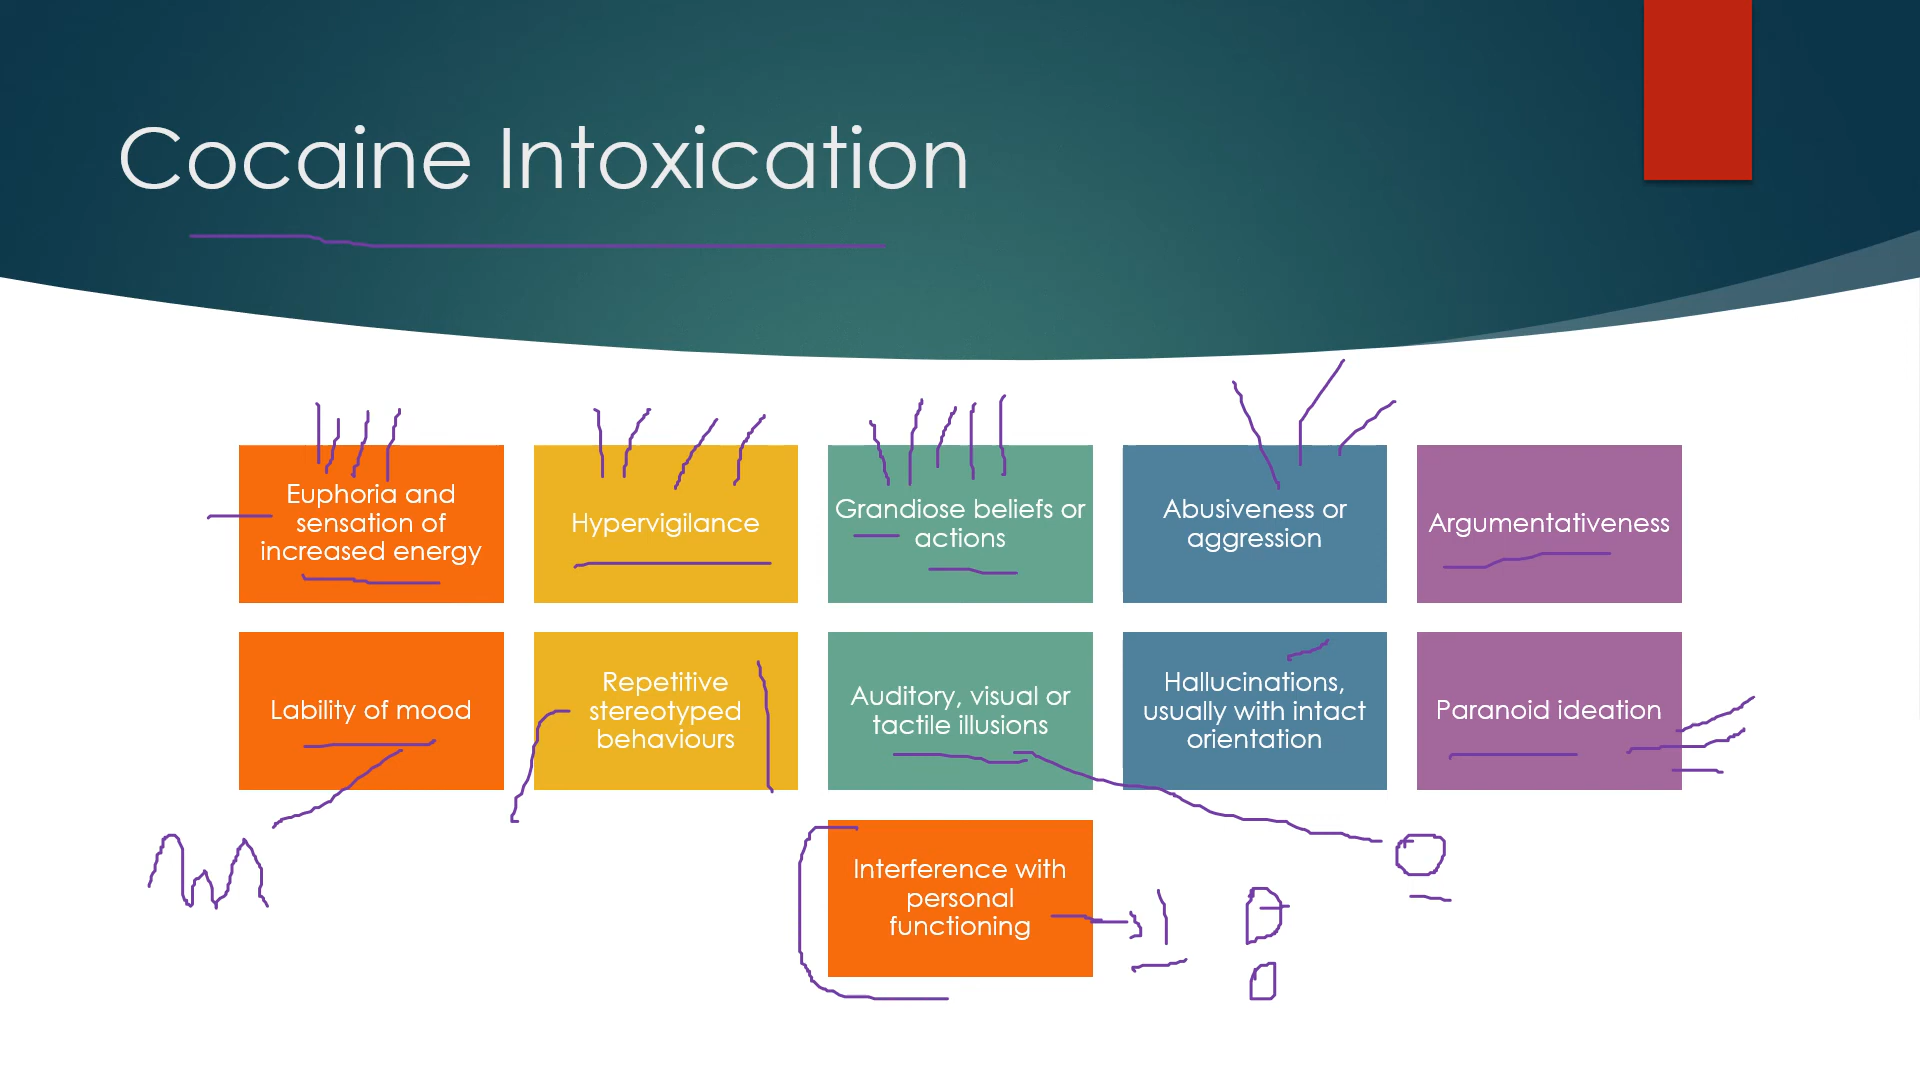 Cocaine Intoxication
Euphoria and
sensation of
increased energy
Hypervigilance
Grandiose beliefs or
actions
Abusiveness or
aggression
Argumentativeness
Lability of mood
Repetitive
stereotyped
behaviours
Auditory, visual or
tactile illusions
Hallucinations,
usually with intact
orientation
Paranoid ideation
Interference with
personal
functioning